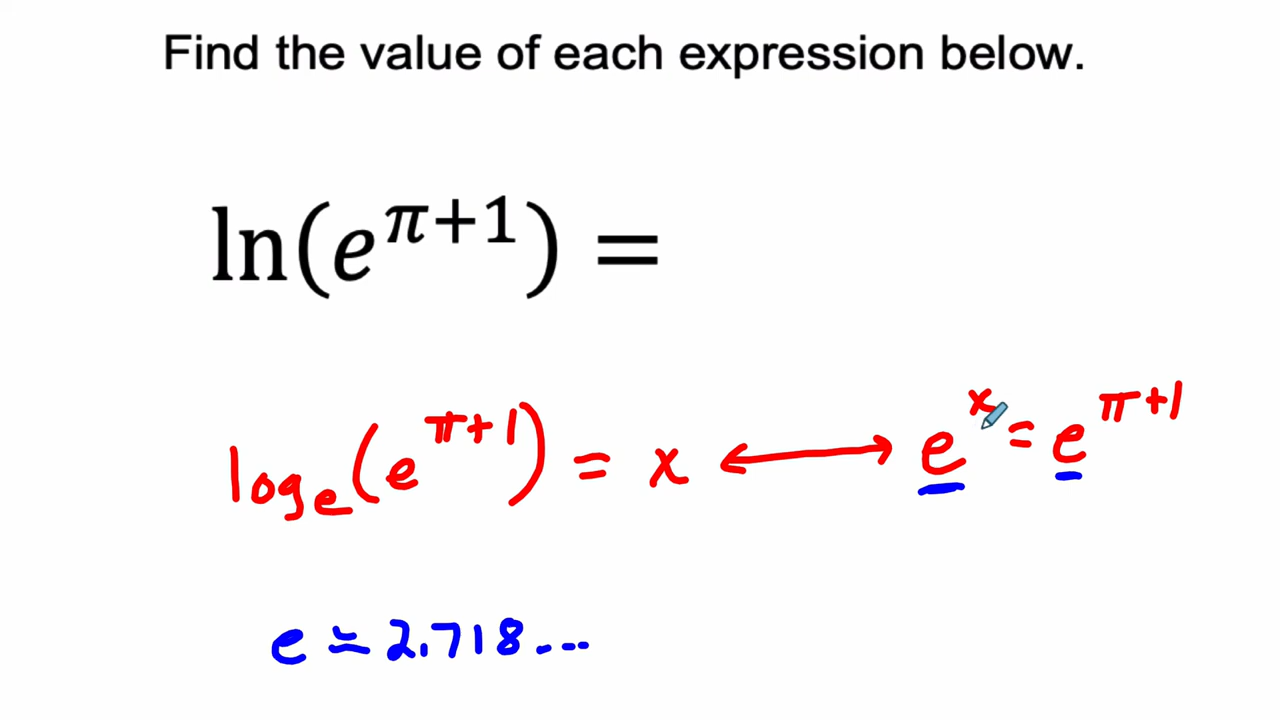 Find the value of each expression below.
ln(e^{π+1}) =
log_e(e^{π+1}) = x ⟷ e^x = e^{π+1}
e ≃ 2.718...